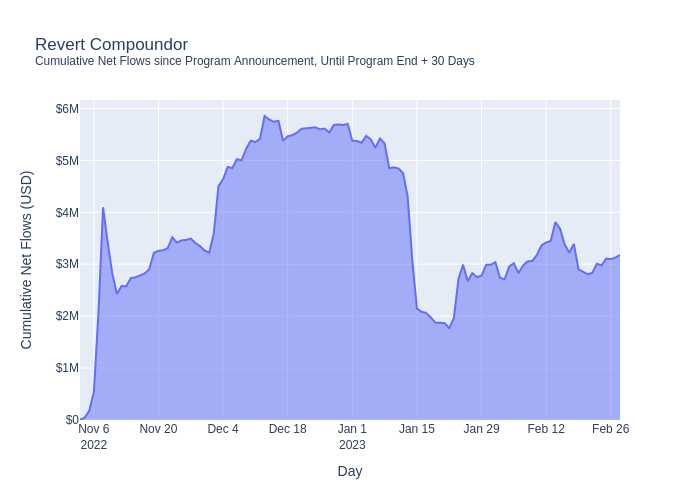 Revert Compoundor
Cumulative Net Flows since Program Announcement, Until Program End + 30 Days
Cumulative Net Flows (USD)
$6M
$5M
$4M
$3M
$2M
$1M
$0
Nov 6 Nov 20 Dec 4 Dec 18 Jan 1 Jan 15 Jan 29 Feb 12 Feb 26
2022 2023
Day